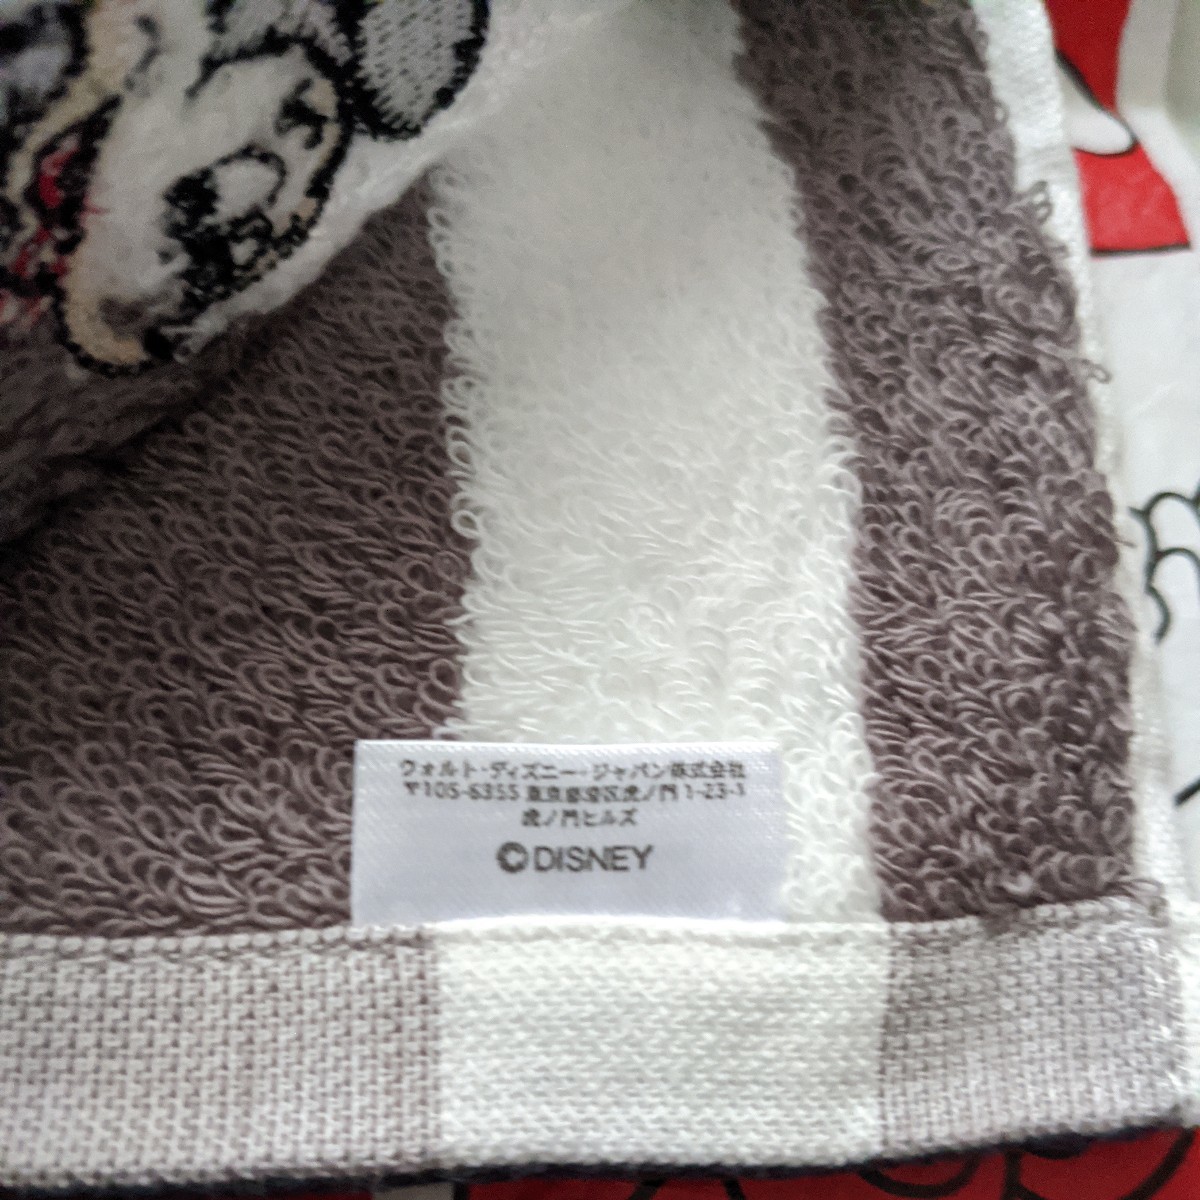 ウォルト・ディズニー・ジャパン株式会社
〒105-6355 東京都港区虎ノ門 1-23-1
虎ノ門ヒルズ
©DISNEY